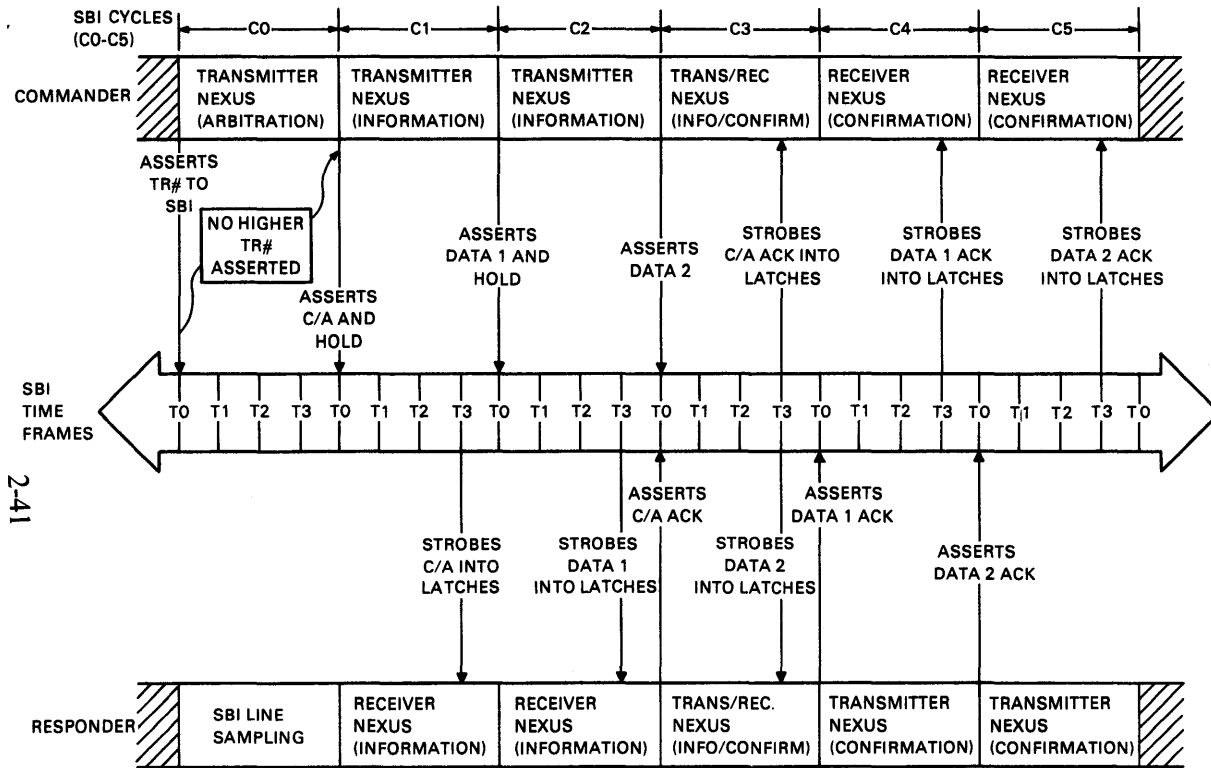 SBI CYCLES
(C0-C5)
C0
C1
C2
C3
C4
C5
COMMANDER
TRANSMITTER
NEXUS
(ARBITRATION)
TRANSMITTER
NEXUS
(INFORMATION)
TRANSMITTER
NEXUS
(INFORMATION)
TRANS/REC
NEXUS
(INFO/CONFIRM)
RECEIVER
NEXUS
(CONFIRMATION)
RECEIVER
NEXUS
(CONFIRMATION)
ASSERTS
TR# TO
SBI
NO HIGHER
TR#
ASSERTED
ASSERTS
C/A AND
HOLD
ASSERTS
DATA 1 AND
HOLD
ASSERTS
DATA 2
STROBES
C/A ACK INTO
LATCHES
STROBES
DATA 1 ACK
INTO LATCHES
STROBES
DATA 2 ACK
INTO LATCHES
SBI
TIME
FRAMES
T0 T1 T2 T3 T0 T1 T2 T3 T0 T1 T2 T3 T0 T1 T2 T3 T0 T1 T2 T3 T0 T1 T2 T3 T0
2-41
STROBES
C/A INTO
LATCHES
STROBES
DATA 1
INTO LATCHES
ASSERTS
C/A ACK
STROBES
DATA 2
INTO LATCHES
ASSERTS
DATA 1 ACK
ASSERTS
DATA 2 ACK
RESPONDER
SBI LINE
SAMPLING
RECEIVER
NEXUS
(INFORMATION)
RECEIVER
NEXUS
(INFORMATION)
TRANS/REC.
NEXUS
(INFO/CONFIRM)
TRANSMITTER
NEXUS
(CONFIRMATION)
TRANSMITTER
NEXUS
(CONFIRMATION)